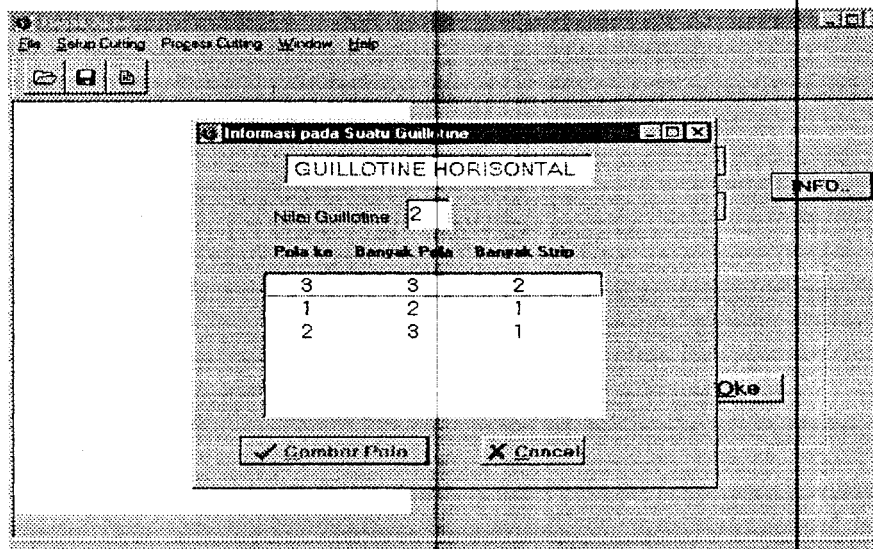 File Setup Cutting Progess Cutting Window Help
Informasi pada Suatu Guillotine
GUILLOTINE HORISONTAL
INFO..
Nilai Guillotine 2
Pola ke Banyak Pola Banyak Strip
3 3 2
1 2 1
2 3 1
Oke
Gambar Pola Cancel